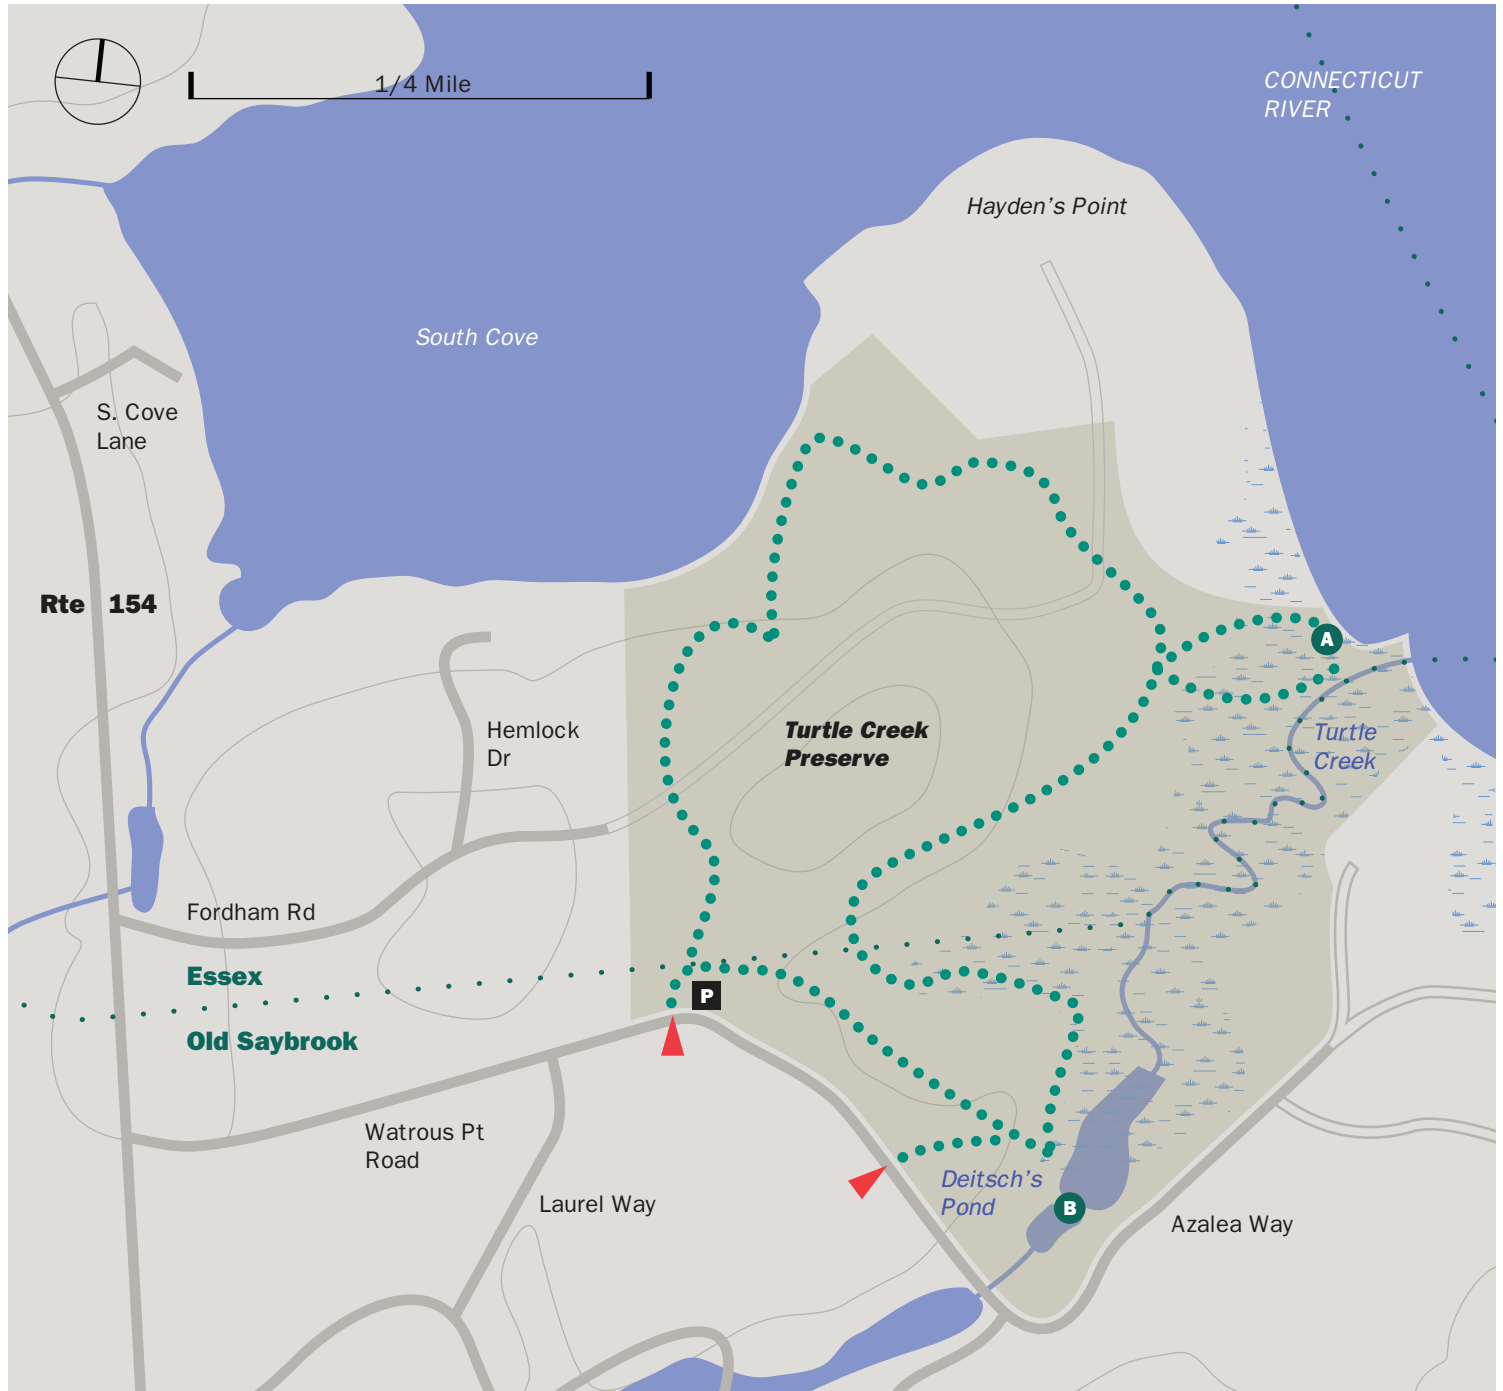 1/4 Mile
CONNECTICUT
RIVER
Hayden's Point
South Cove
S. Cove
Lane
Rte 154
A
Hemlock
Dr
Turtle Creek
Preserve
Turtle
Creek
Fordham Rd
Essex
P
Old Saybrook
Watrous Pt
Road
Deitsch's
Pond
Laurel Way
B
Azalea Way